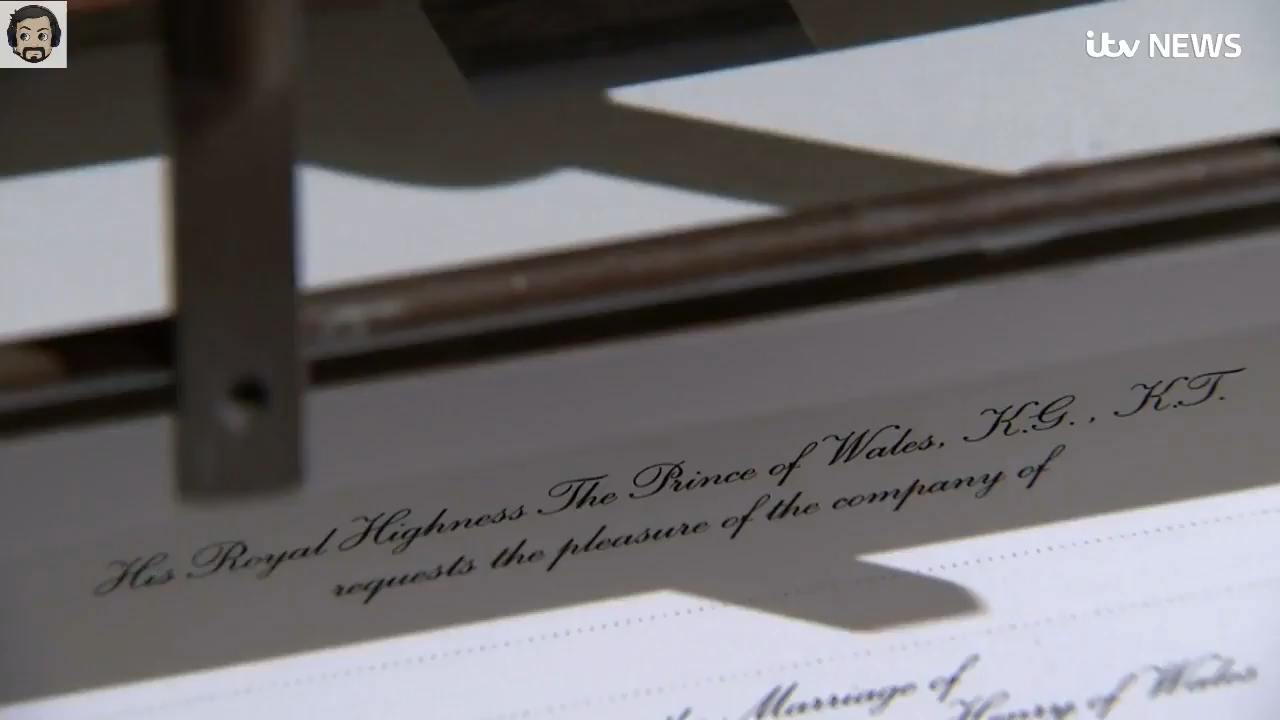 itv NEWS
His Royal Highness The Prince of Wales, K.G., K.T.
requests the pleasure of the company of
Marriage of
Henry of Wales